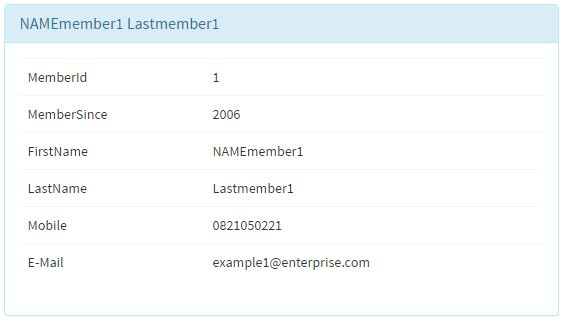 NAMEmember1 Lastmember1
MemberId 1
MemberSince 2006
FirstName NAMEmember1
LastName Lastmember1
Mobile 0821050221
E-Mail example1@enterprise.com